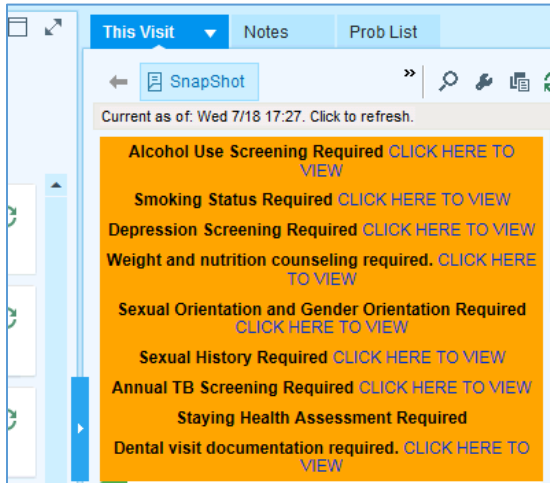 This Visit Notes Prob List
SnapShot »
Current as of: Wed 7/18 17:27. Click to refresh.
Alcohol Use Screening Required CLICK HERE TO
VIEW
Smoking Status Required CLICK HERE TO VIEW
Depression Screening Required CLICK HERE TO VIEW
Weight and nutrition counseling required. CLICK HERE
TO VIEW
Sexual Orientation and Gender Orientation Required
CLICK HERE TO VIEW
Sexual History Required CLICK HERE TO VIEW
Annual TB Screening Required CLICK HERE TO VIEW
Staying Health Assessment Required
Dental visit documentation required. CLICK HERE TO
VIEW